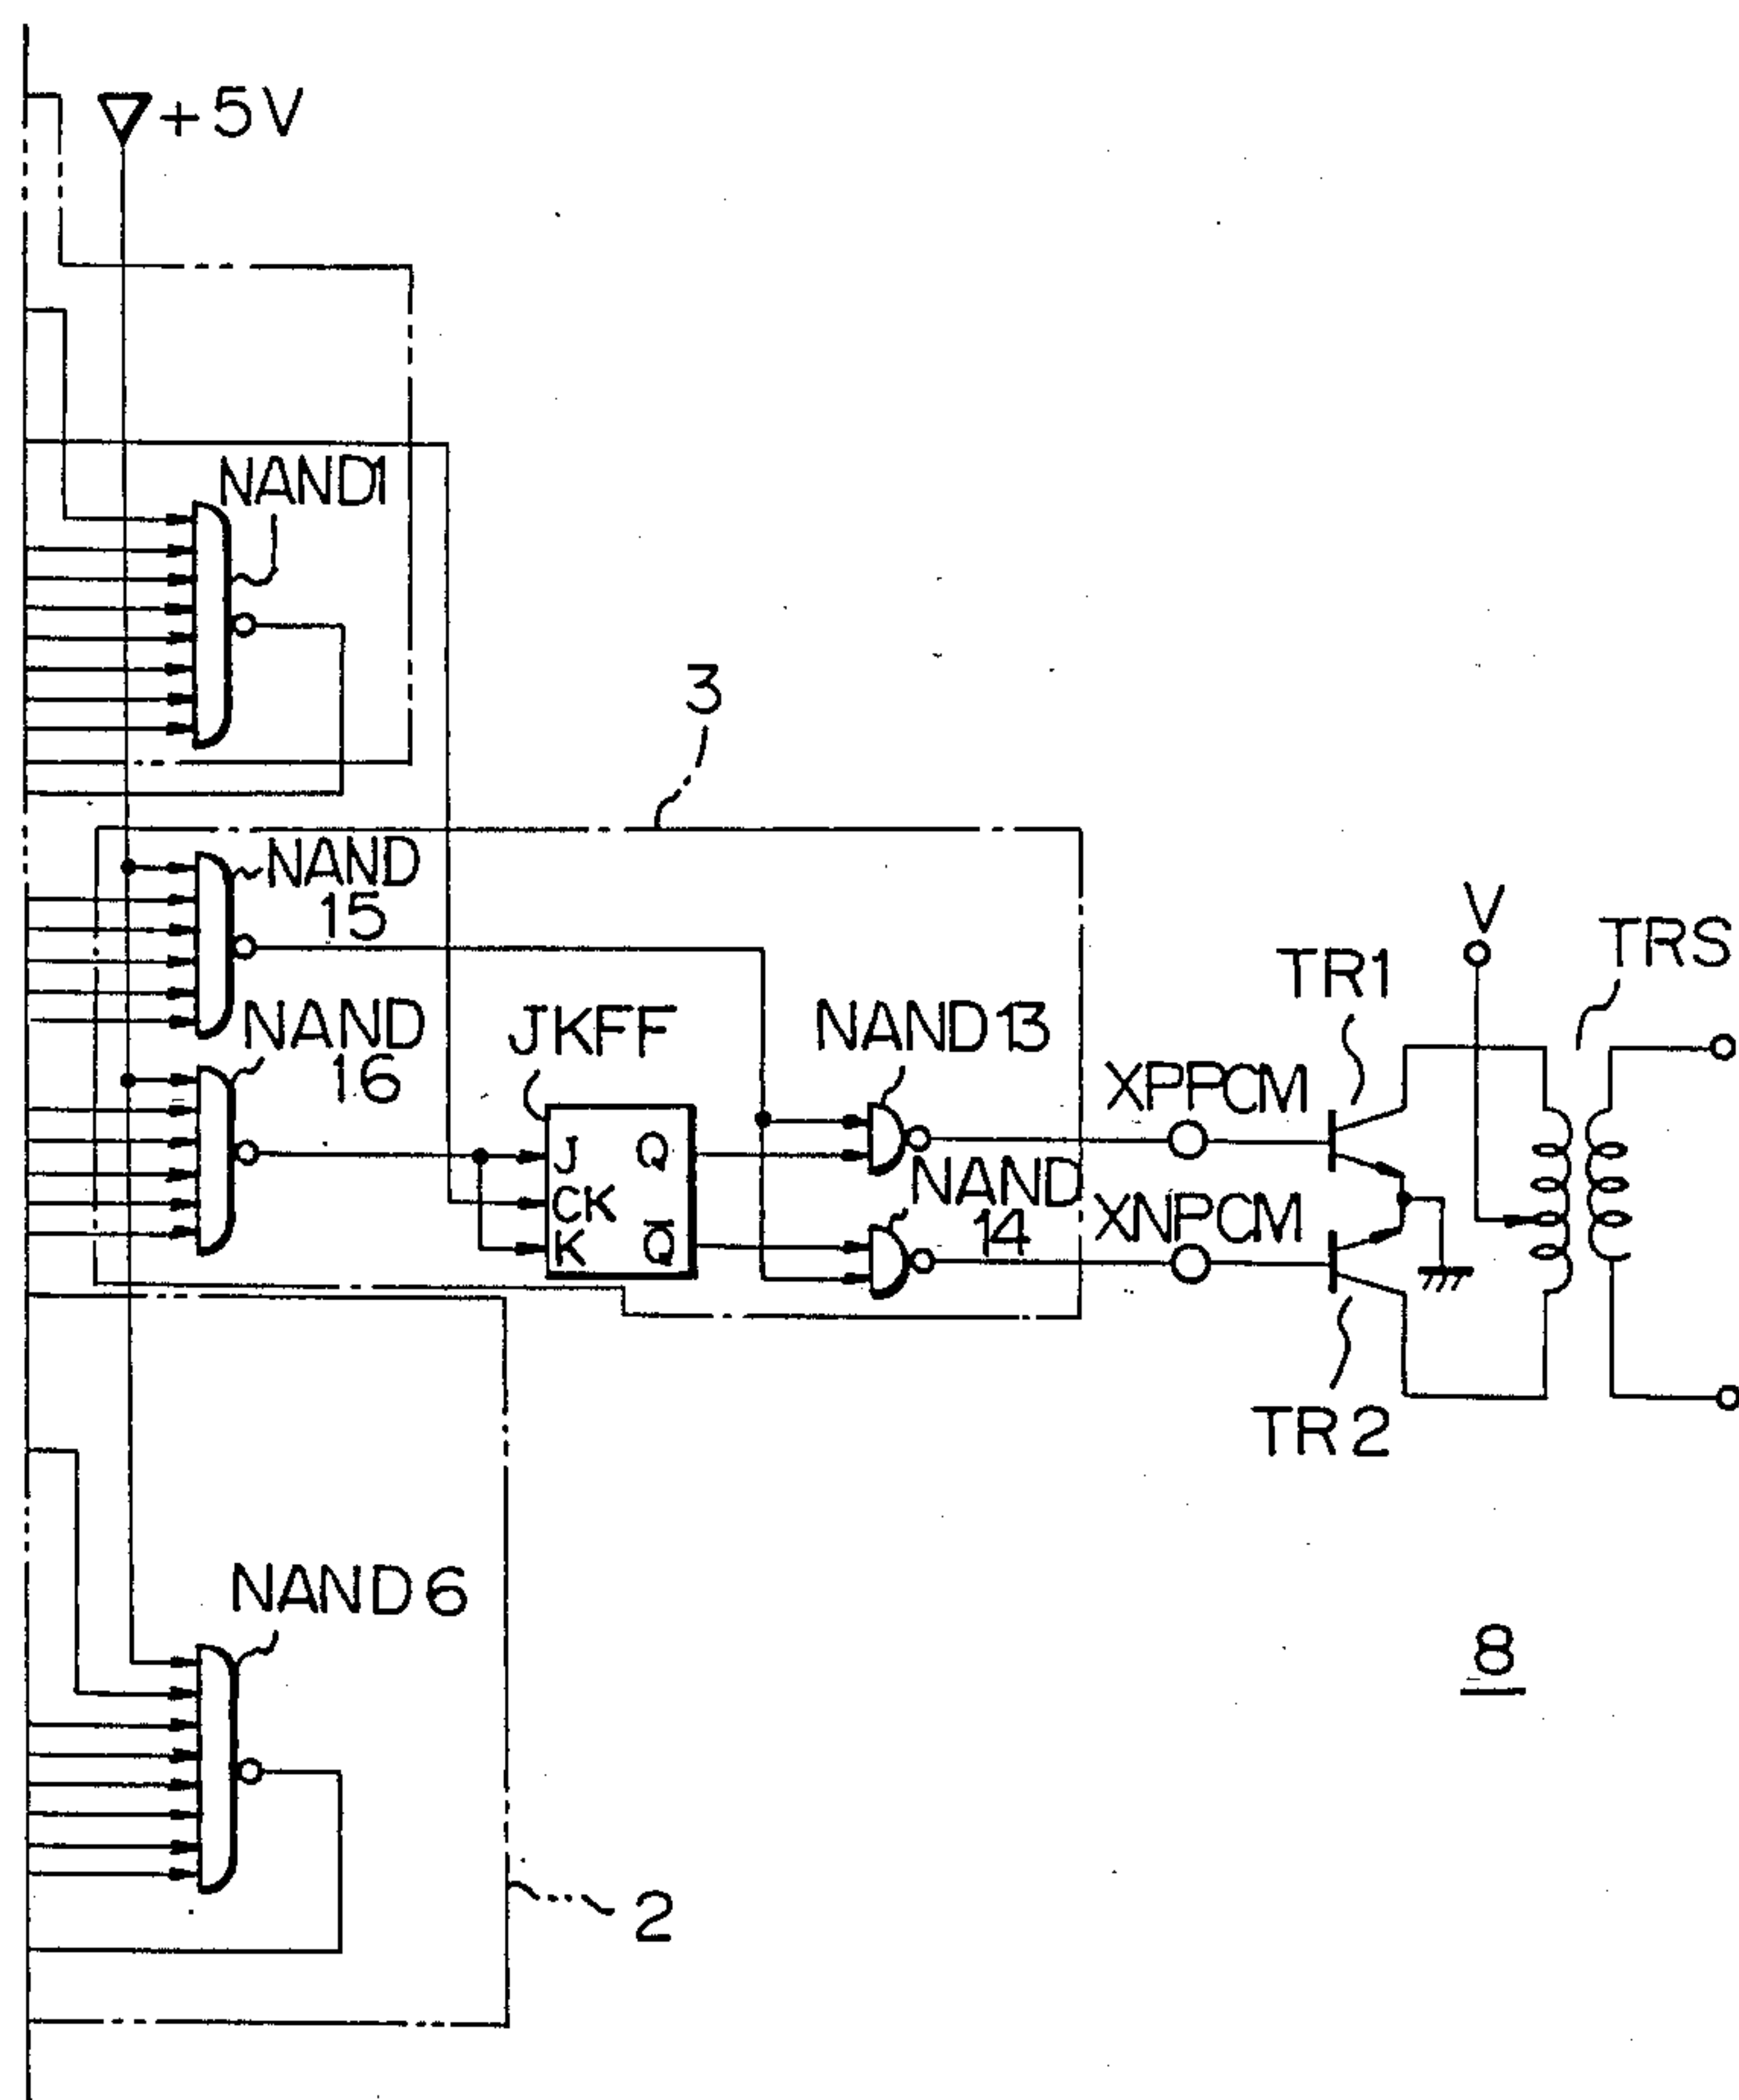 +5V
NAND1
3
NAND
15
NAND
16
JKFF
J
CK
K
Q
Q̅
NAND13
NAND
14
XPPCM
XNPCM
TR1
TR2
V
TRS
NAND6
8
2